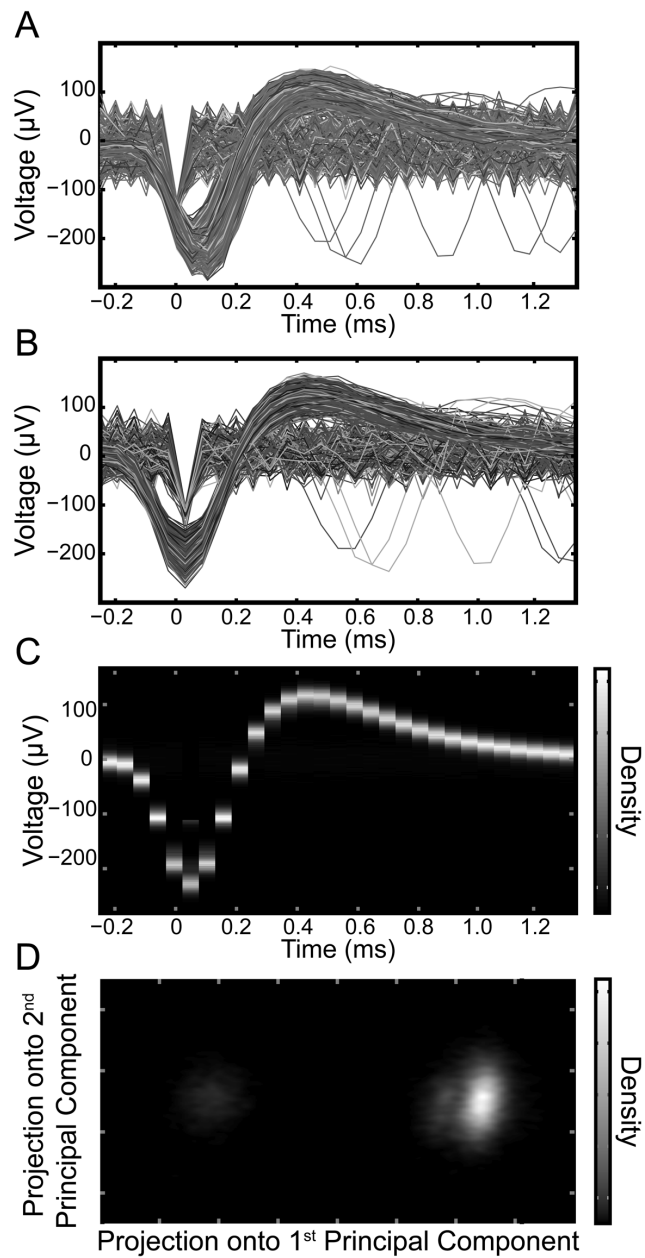 A
Voltage (µV)
100
0
−100
−200
−0.2 0 0.2 0.4 0.6 0.8 1.0 1.2
Time (ms)
B
Voltage (µV)
100
0
−100
−200
−0.2 0 0.2 0.4 0.6 0.8 1.0 1.2
Time (ms)
C
Voltage (µV)
100
0
−100
−200
−0.2 0 0.2 0.4 0.6 0.8 1.0 1.2
Time (ms)
Density
D
Projection onto 2nd
Principal Component
Density
Projection onto 1st Principal Component